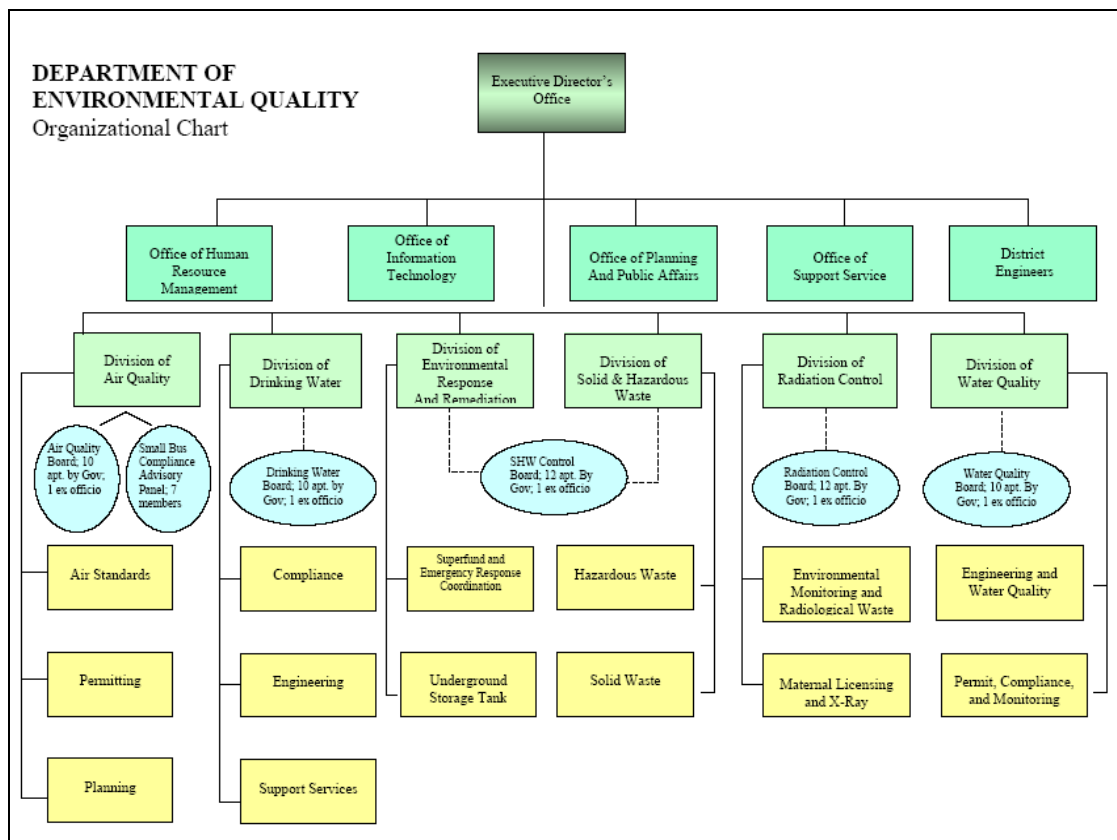 DEPARTMENT OF
ENVIRONMENTAL QUALITY
Organizational Chart
Executive Director's
Office
Office of Human
Resource
Management
Office of
Information
Technology
Office of Planning
And Public Affairs
Office of
Support Service
District
Engineers
Division of
Air Quality
Division of
Drinking Water
Division of
Environmental
Response
And Remediation
Division of
Solid & Hazardous
Waste
Division of
Radiation Control
Division of
Water Quality
Air Quality
Board; 10
apt. by Gov;
1 ex officio
Small Bus
Compliance
Advisory
Panel; 7
members
Drinking Water
Board; 10 apt. by
Gov; 1 ex officio
SHW Control
Board; 12 apt. By
Gov; 1 ex officio
Radiation Control
Board; 12 apt. By
Gov; 1 ex officio
Water Quality
Board; 10 apt. By
Gov; 1 ex officio
Air Standards
Compliance
Superfund and
Emergency Response
Coordination
Hazardous Waste
Environmental
Monitoring and
Radiological Waste
Engineering and
Water Quality
Permitting
Engineering
Underground
Storage Tank
Solid Waste
Maternal Licensing
and X-Ray
Permit, Compliance,
and Monitoring
Planning
Support Services